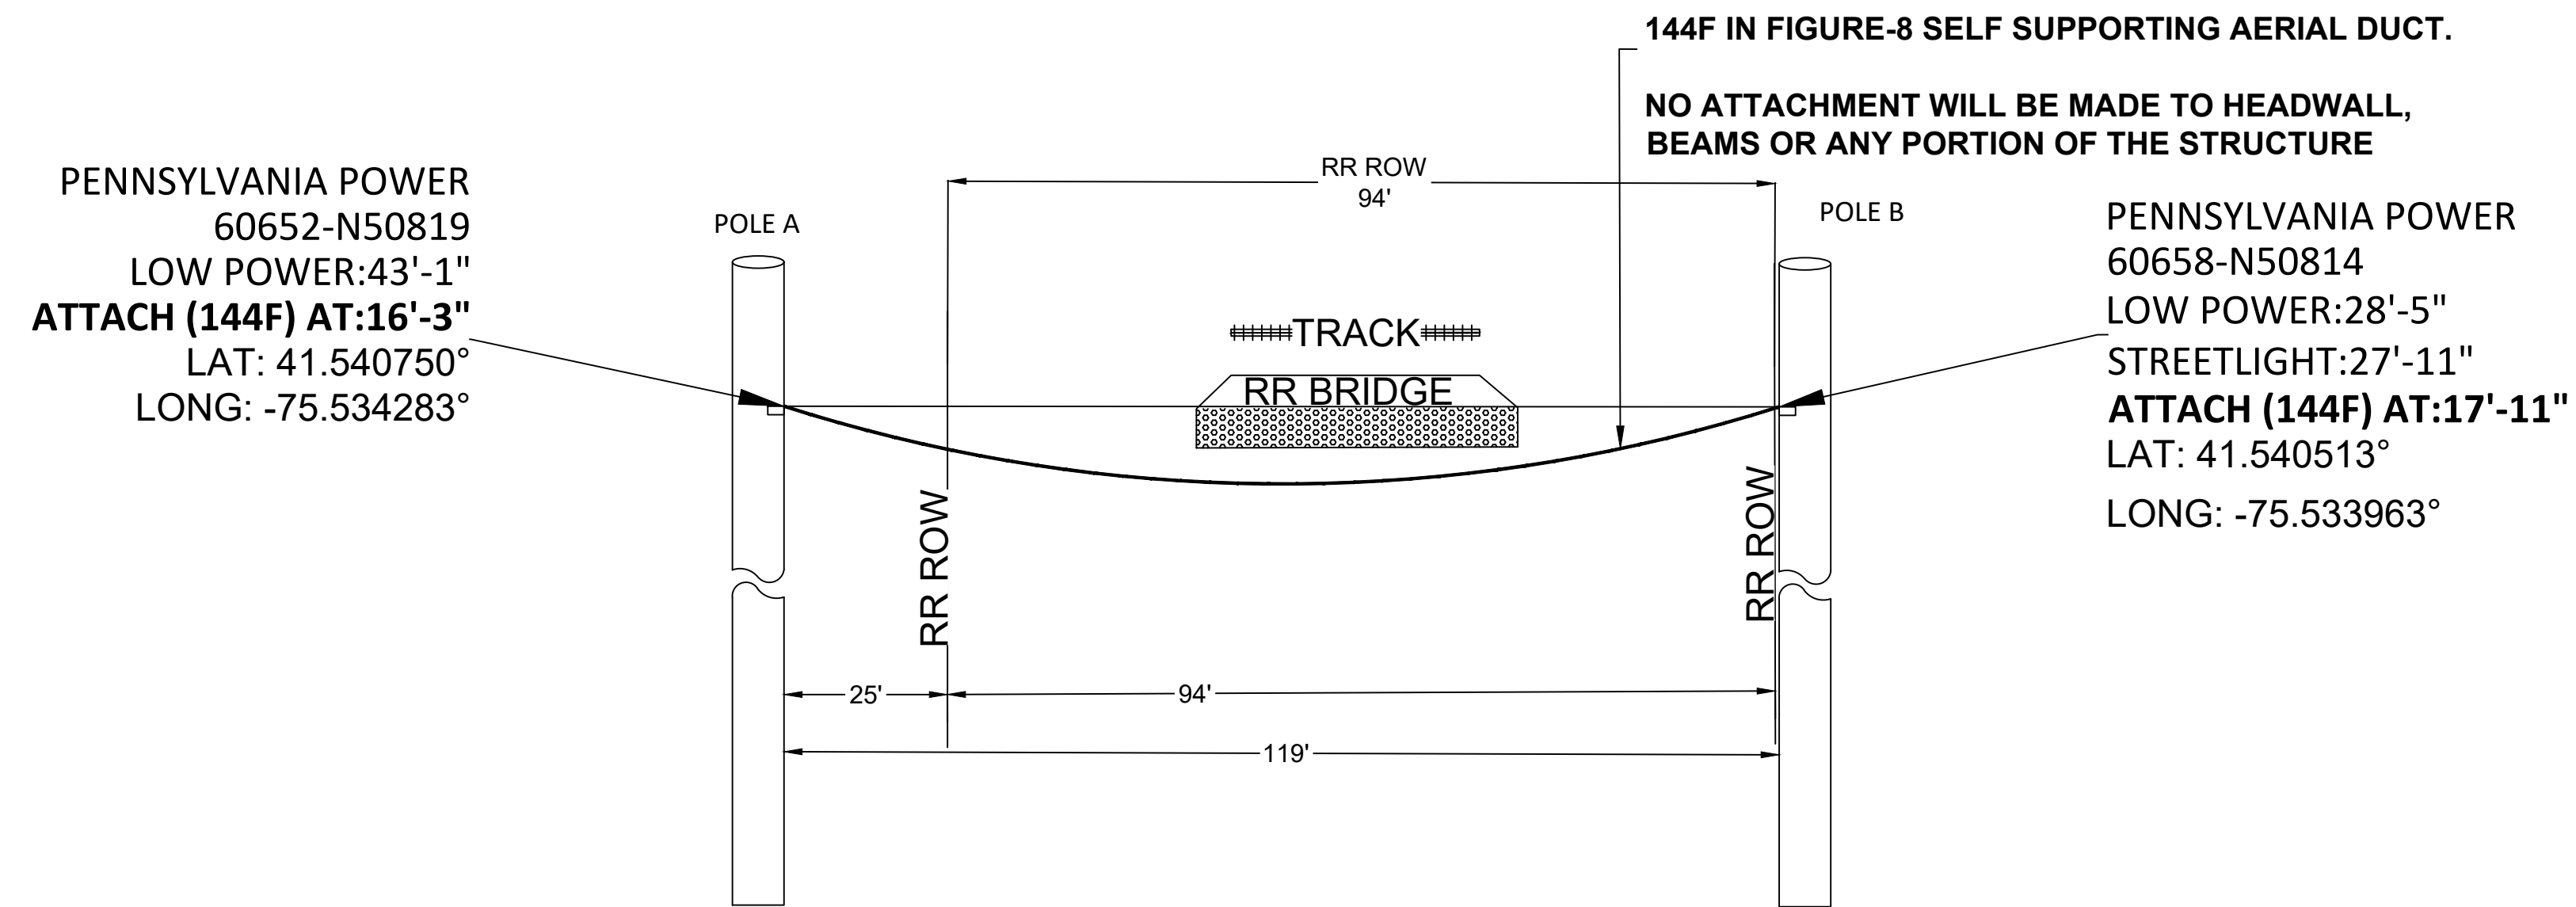 144F IN FIGURE-8 SELF SUPPORTING AERIAL DUCT.
NO ATTACHMENT WILL BE MADE TO HEADWALL,
BEAMS OR ANY PORTION OF THE STRUCTURE
RR ROW
94'
PENNSYLVANIA POWER
60652-N50819
LOW POWER:43'-1"
ATTACH (144F) AT:16'-3"
LAT: 41.540750°
LONG: -75.534283°
POLE A
POLE B
PENNSYLVANIA POWER
60658-N50814
LOW POWER:28'-5"
STREETLIGHT:27'-11"
ATTACH (144F) AT:17'-11"
LAT: 41.540513°
LONG: -75.533963°
TRACK
RR BRIDGE
RR ROW
RR ROW
25'
94'
119'